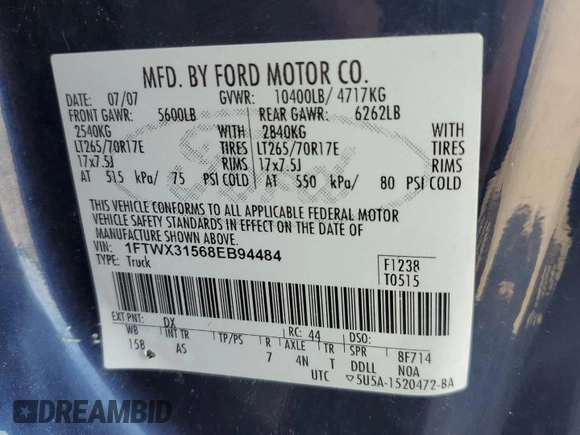 MFD. BY FORD MOTOR CO.
DATE: 07/07 GVWR: 10400LB/ 4717KG
FRONT GAWR: 5600LB REAR GAWR: 6262LB
2540KG WITH 2840KG WITH
LT265/70R17E TIRES LT265/70R17E TIRES
17x7.5J RIMS 17x7.5J RIMS
AT 515 kPa/ 75 PSI COLD AT 550 kPa/ 80 PSI COLD
THIS VEHICLE CONFORMS TO ALL APPLICABLE FEDERAL MOTOR
VEHICLE SAFETY STANDARDS IN EFFECT ON THE DATE OF
MANUFACTURE SHOWN ABOVE.
VIN: 1FTWX31568EB94484
TYPE: Truck
F1238
T0515
EXT PNT: DX RC: 44 DSO:
WB INT TR TP/PS R AXLE TR SPR BF714
158 AS 7 4N T DDLL N0A
UTC ▽5U5A-1520472-BA
Ford
DREAMBID